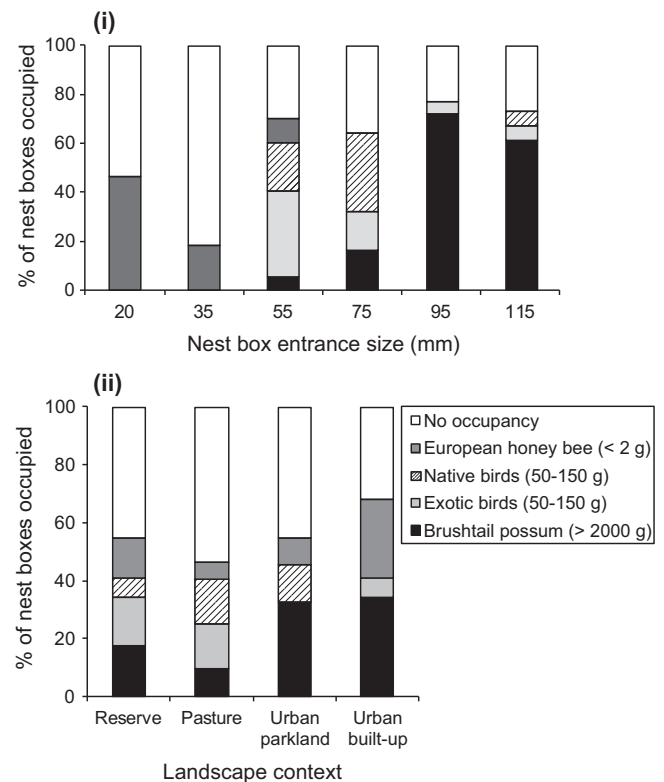 (i)
100
80
60
40
20
0
% of nest boxes occupied
20 35 55 75 95 115
Nest box entrance size (mm)
(ii)
100
80
60
40
20
0
% of nest boxes occupied
No occupancy
European honey bee (< 2 g)
Native birds (50-150 g)
Exotic birds (50-150 g)
Brushtail possum (> 2000 g)
Reserve Pasture Urban Urban
parkland built-up
Landscape context